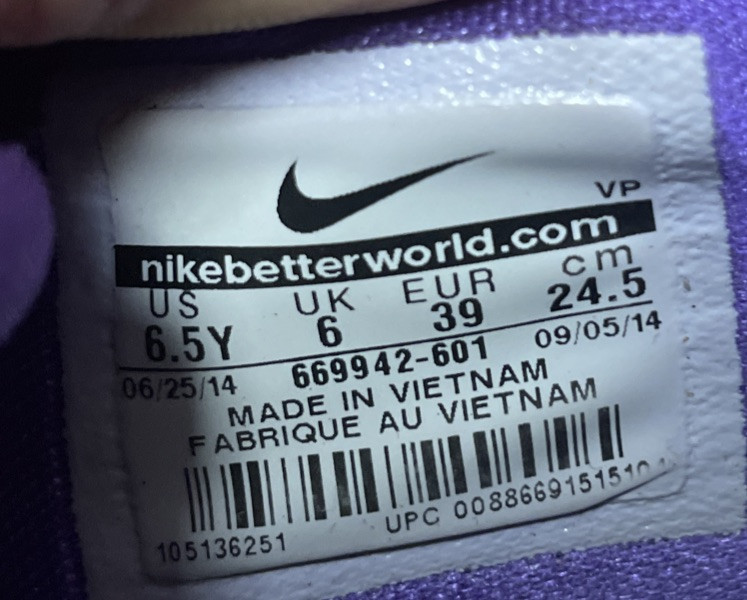 VP
nikebetterworld.com
US UK EUR cm
6.5Y 6 39 24.5
06/25/14 669942-601 09/05/14
MADE IN VIETNAM
FABRIQUE AU VIETNAM
UPC
105136251